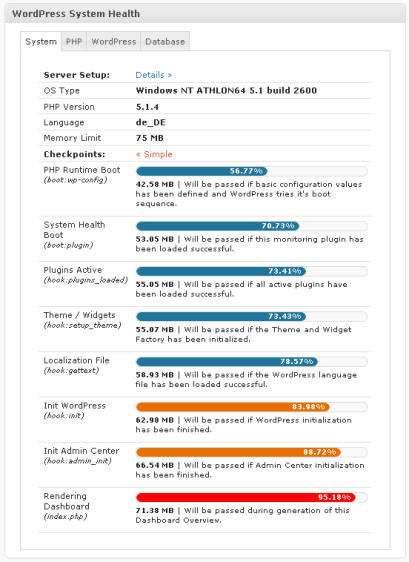 WordPress System Health
System PHP WordPress Database
Server Setup: Details »
OS Type Windows NT ATHLON64 5.1 build 2600
PHP Version 5.1.4
Language de_DE
Memory Limit 75 MB
Checkpoints: « Simple
PHP Runtime Boot 56.77%
(boot:wp-config) 42.58 MB | Will be passed if basic configuration values
has been defined and WordPress tries it's boot
sequence.
System Health 70.73%
Boot
(boot:plugin) 53.05 MB | Will be passed if this monitoring plugin has
been loaded successful.
Plugins Active 73.41%
(hook:plugins_loaded) 55.05 MB | Will be passed if all active plugins have
been loaded successful.
Theme / Widgets 73.43%
(hook:setup_theme) 55.07 MB | Will be passed if the Theme and Widget
Factory has been initialized.
Localization File 78.57%
(hook:gettext) 58.93 MB | Will be passed if the WordPress language
file has been loaded successful.
Init WordPress 83.98%
(hook:init) 62.98 MB | Will be passed if WordPress initialization
has been finished.
Init Admin Center 88.72%
(hook:admin_init) 66.54 MB | Will be passed if Admin Center initialization
has been finished.
Rendering 95.18%
Dashboard
(index.php) 71.38 MB | Will be passed during generation of this
Dashboard Overview.